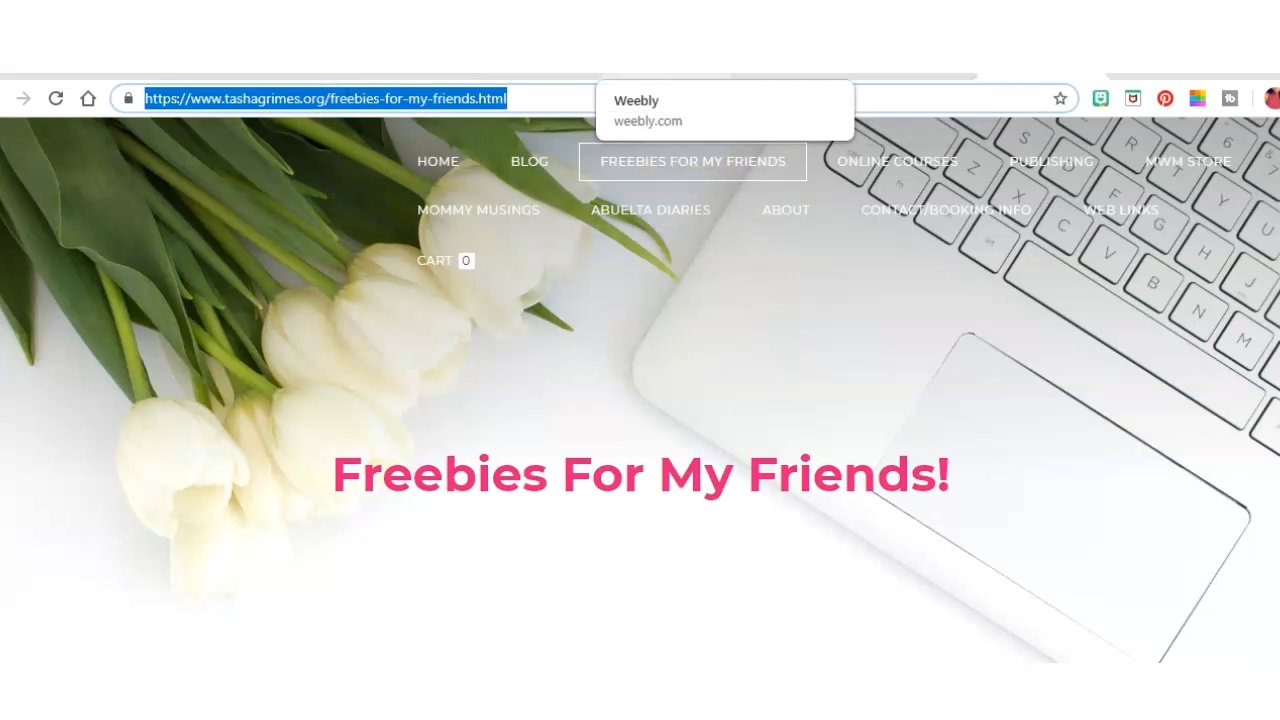 https://www.tashagrimes.org/freebies-for-my-friends.html
Weebly
weebly.com
HOME BLOG FREEBIES FOR MY FRIENDS ONLINE COURSES PUBLISHING MWM STORE
MOMMY MUSINGS ABUELTA DIARIES ABOUT CONTACT/BOOKING INFO WEB LINKS
CART 0
Freebies For My Friends!